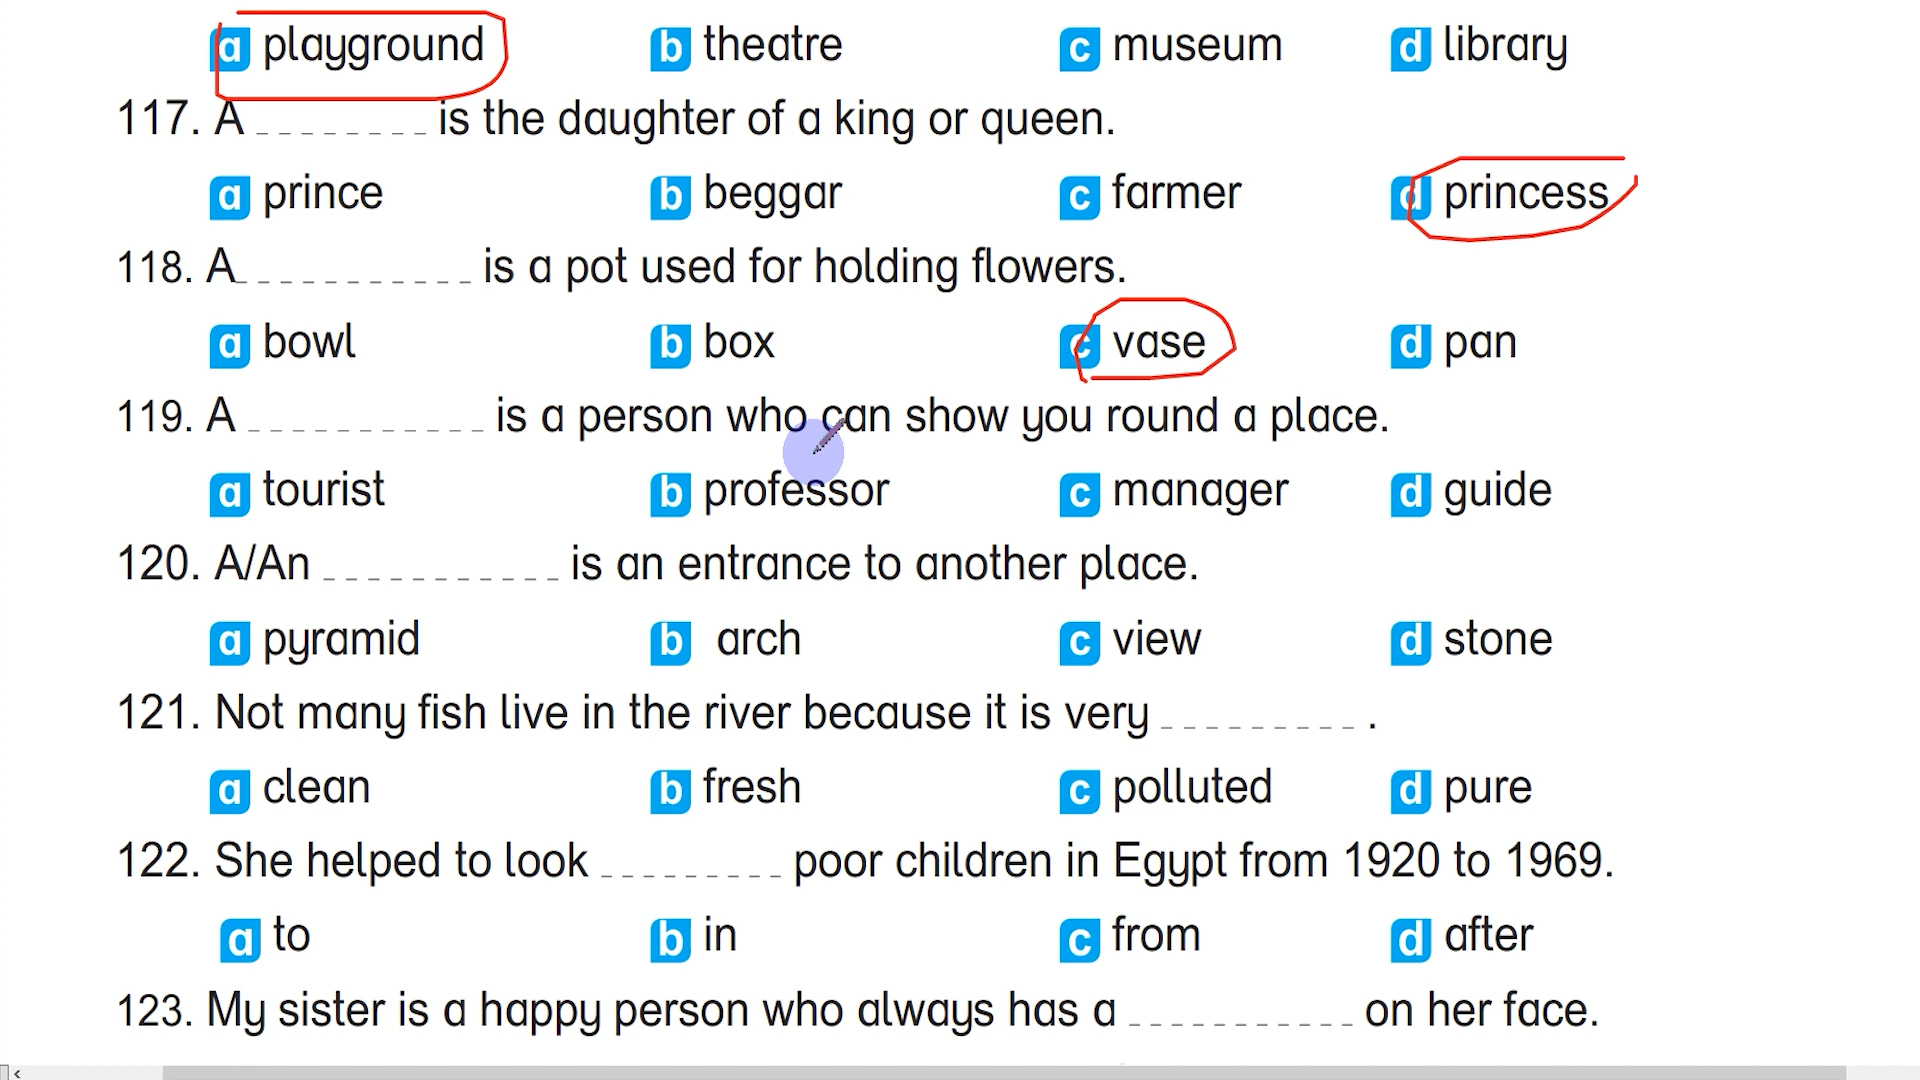 a playground b theatre c museum d library
117. A ________ is the daughter of a king or queen.
a prince b beggar c farmer d princess
118. A___________ is a pot used for holding flowers.
a bowl b box c vase d pan
119. A ___________ is a person who can show you round a place.
a tourist b professor c manager d guide
120. A/An ___________ is an entrance to another place.
a pyramid b arch c view d stone
121. Not many fish live in the river because it is very _________ .
a clean b fresh c polluted d pure
122. She helped to look _________ poor children in Egypt from 1920 to 1969.
a to b in c from d after
123. My sister is a happy person who always has a ___________ on her face.